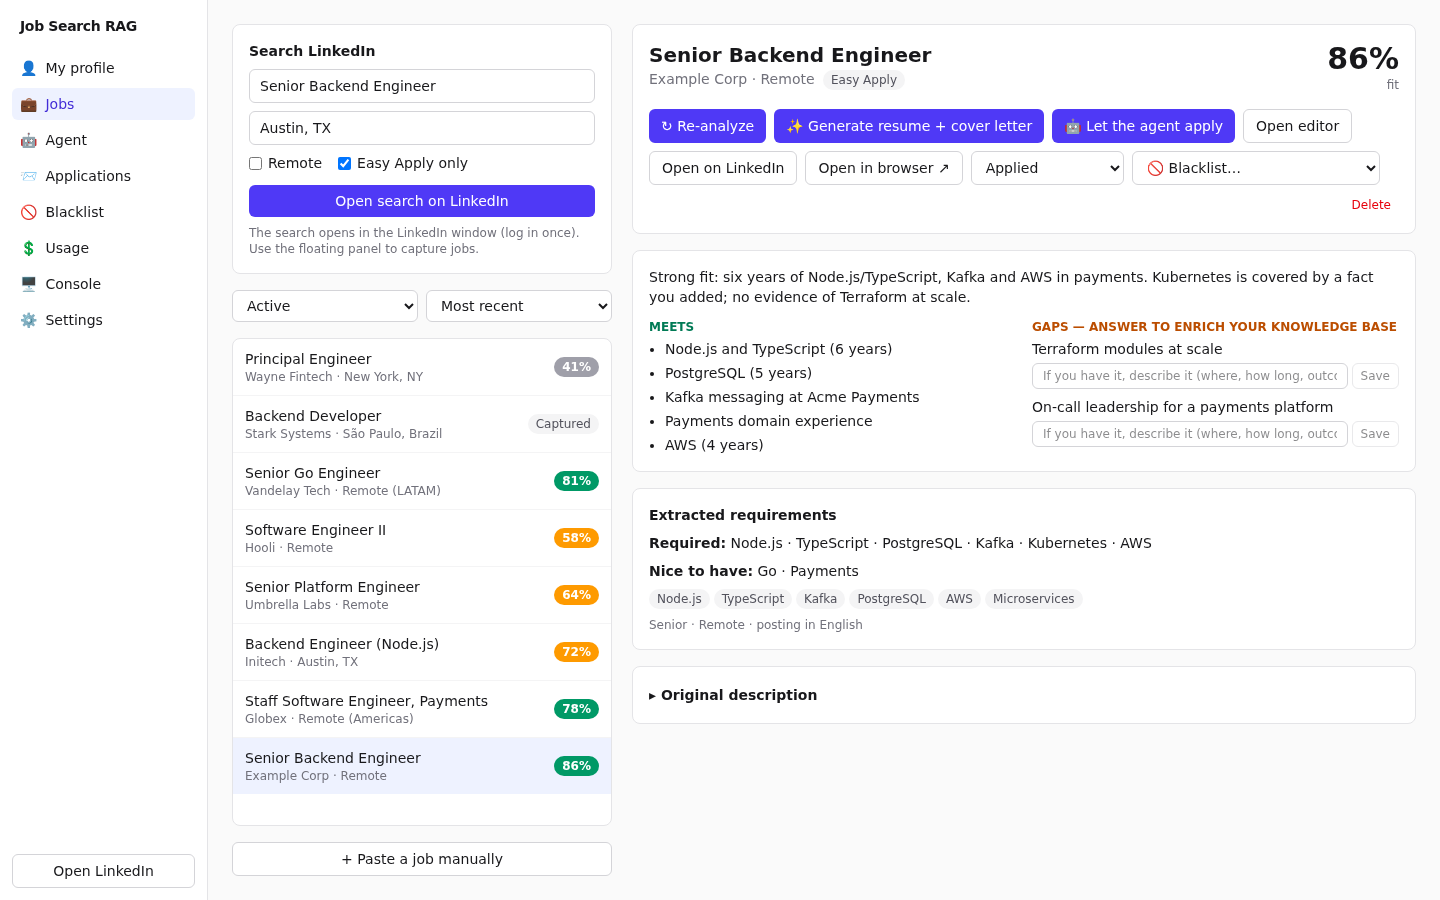 Job Search RAG
👤 My profile
💼 Jobs
🤖 Agent
📨 Applications
🚫 Blacklist
💲 Usage
🖥️ Console
⚙️ Settings
Open LinkedIn
Search LinkedIn
Senior Backend Engineer
Austin, TX
Remote Easy Apply only
Open search on LinkedIn
The search opens in the LinkedIn window (log in once).
Use the floating panel to capture jobs.
Active Most recent
Principal Engineer
Wayne Fintech · New York, NY
41%
Backend Developer
Stark Systems · São Paulo, Brazil
Captured
Senior Go Engineer
Vandelay Tech · Remote (LATAM)
81%
Software Engineer II
Hooli · Remote
58%
Senior Platform Engineer
Umbrella Labs · Remote
64%
Backend Engineer (Node.js)
Initech · Austin, TX
72%
Staff Software Engineer, Payments
Globex · Remote (Americas)
78%
Senior Backend Engineer
Example Corp · Remote
86%
+ Paste a job manually
Senior Backend Engineer
Example Corp · Remote Easy Apply
86%
fit
↻ Re-analyze ✨ Generate resume + cover letter 🤖 Let the agent apply Open editor
Open on LinkedIn Open in browser ↗ Applied 🚫 Blacklist...
Delete
Strong fit: six years of Node.js/TypeScript, Kafka and AWS in payments. Kubernetes is covered by a fact
you added; no evidence of Terraform at scale.
MEETS
• Node.js and TypeScript (6 years)
• PostgreSQL (5 years)
• Kafka messaging at Acme Payments
• Payments domain experience
• AWS (4 years)
GAPS — ANSWER TO ENRICH YOUR KNOWLEDGE BASE
Terraform modules at scale
If you have it, describe it (where, how long, outc Save
On-call leadership for a payments platform
If you have it, describe it (where, how long, outc Save
Extracted requirements
Required: Node.js · TypeScript · PostgreSQL · Kafka · Kubernetes · AWS
Nice to have: Go · Payments
Node.js TypeScript Kafka PostgreSQL AWS Microservices
Senior · Remote · posting in English
▸ Original description